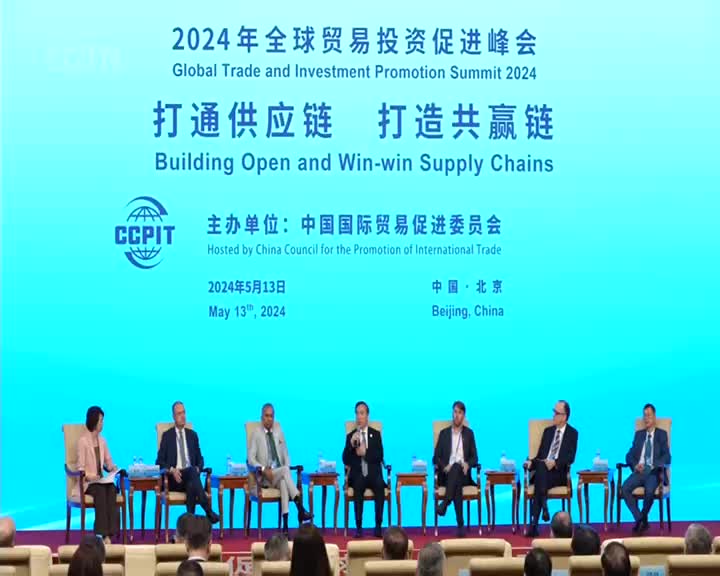 2024年全球贸易投资促进峰会
Global Trade and Investment Promotion Summit 2024
打通供应链 打造共赢链
Building Open and Win-win Supply Chains
CCPIT
主办单位：中国国际贸易促进委员会
Hosted by China Council for the Promotion of International Trade
2024年5月13日 中国·北京
May 13th, 2024 Beijing, China